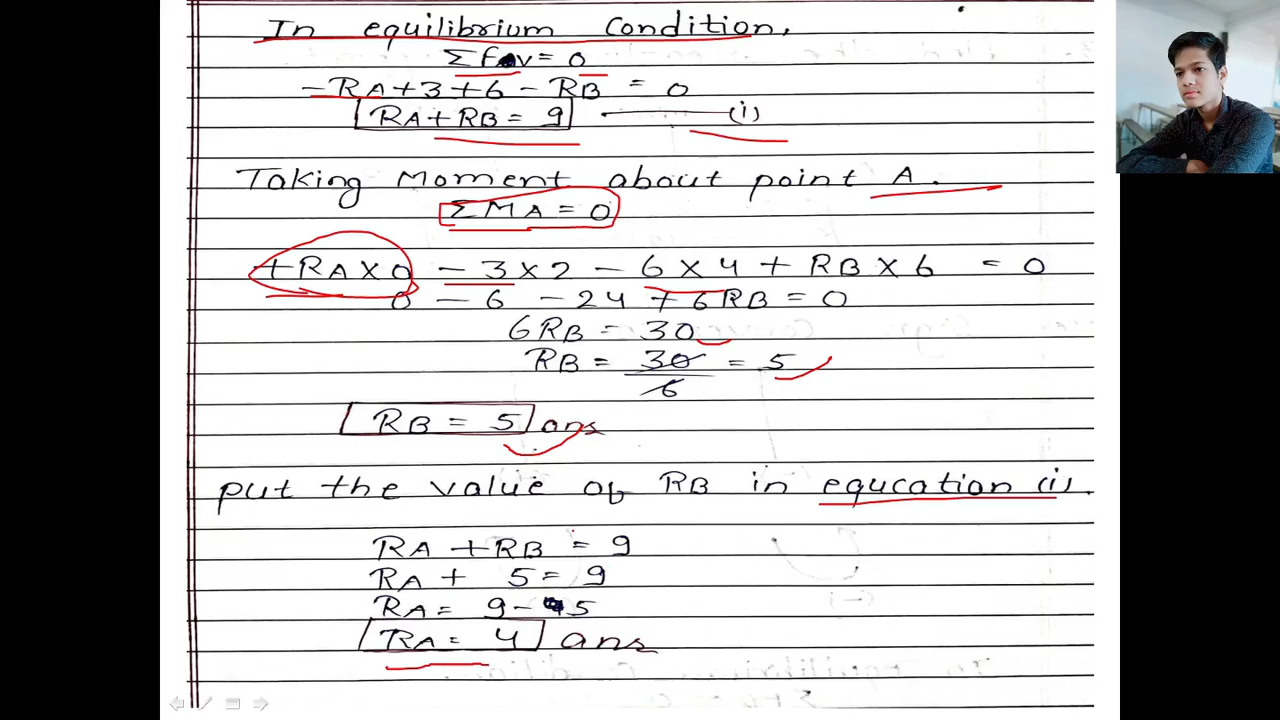 In equilibrium Condition.
Σfv = 0
-RA+3+6-RB = 0
RA+RB = 9 (i)
Taking Moment about point A.
ΣMA = 0
+RA×0 - 3×2 - 6×4 + RB×6 = 0
0 - 6 - 24 + 6RB = 0
6RB = 30
RB = 30/6 = 5
RB = 5 ans
put the value of RB in equcation (i).
RA +RB = 9
RA + 5 = 9
RA = 9-5
RA = 4 ans